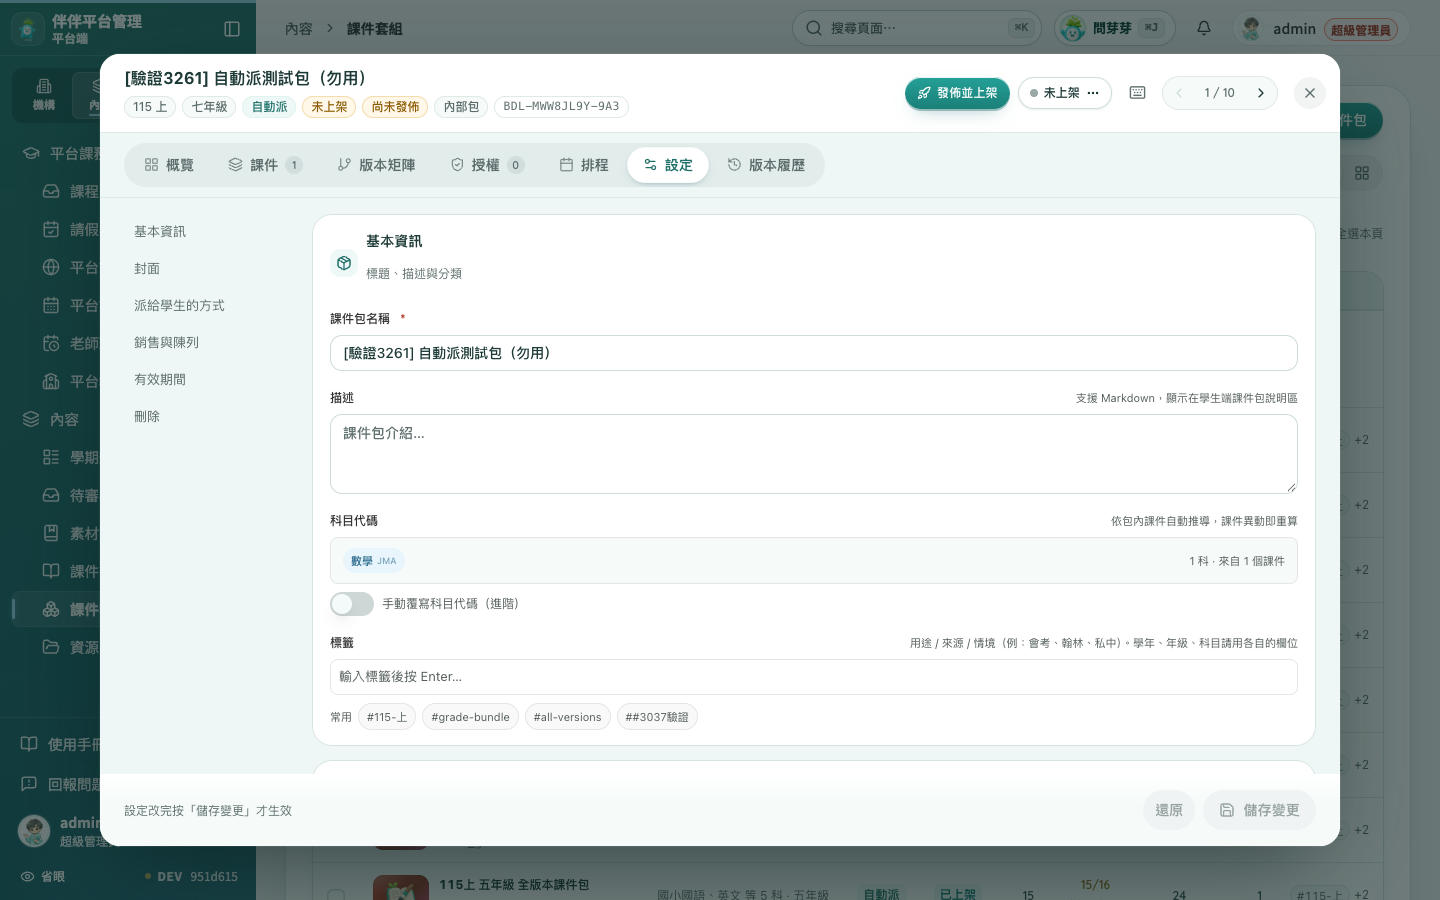 伴伴平台管理
平台端
內容
課件套組
搜尋頁面…
⌘K
問芽芽
⌘J
admin
超級管理員
[驗證3261] 自動派測試包（勿用）
115 上
七年級
自動派
未上架
尚未發佈
內部包
BDL-MWW8JL9Y-9A3
發佈並上架
未上架
1 / 10
概覽
課件 1
版本矩陣
授權 0
排程
設定
版本履歷
機構
平台課
課程
請假
平台
平台
老師
平台
內容
學期
待審
素材
課件
課件
資源
使用手冊
回報問題
admin
超級管理員
省眼
DEV 951d615
基本資訊
封面
派給學生的方式
銷售與陳列
有效期間
刪除
基本資訊
標題、描述與分類
課件包名稱 *
[驗證3261] 自動派測試包（勿用）
描述
支援 Markdown，顯示在學生端課件包說明區
課件包介紹...
科目代碼
依包內課件自動推導，課件異動即重算
數學 JMA
1 科 · 來自 1 個課件
手動覆寫科目代碼（進階）
標籤
用途 / 來源 / 情境（例：會考、翰林、私中）。學年、年級、科目請用各自的欄位
輸入標籤後按 Enter...
常用
#115-上
#grade-bundle
#all-versions
##3037驗證
設定改完按「儲存變更」才生效
還原
儲存變更
件包
全選本頁
+2
+2
+2
+2
+2
+2
+2
115上 五年級 全版本課件包
國小國語、英文 等 5 科 · 五年級
自動派
已上架
15
15/16
24
1
#115-上
+2